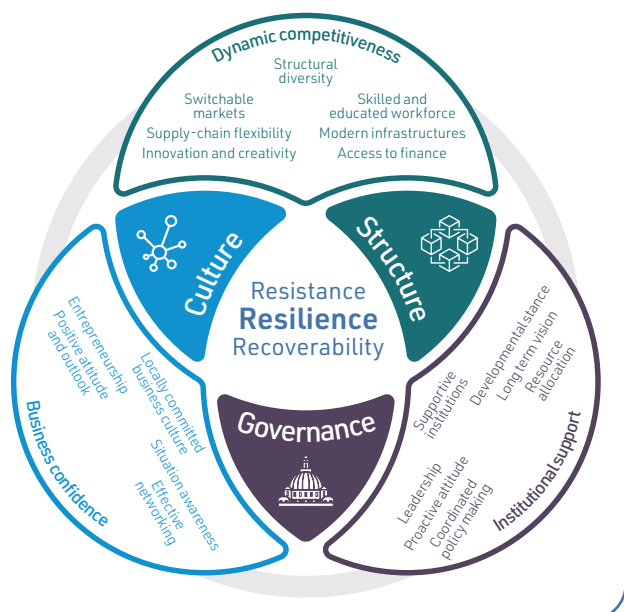 Dynamic competitiveness
Structural
diversity
Switchable
markets
Supply-chain flexibility
Innovation and creativity
Skilled and
educated workforce
Modern infrastructures
Access to finance
Culture
Structure
Resistance
Resilience
Recoverability
Governance
Business confidence
Entrepreneurship
Positive attitude
and outlook
Locally committed
business culture
Situation awareness
Effective
networking
Institutional support
Supportive
institutions
Developmental stance
Long term vision
Resource
allocation
Leadership
Proactive attitude
Coordinated
policy making